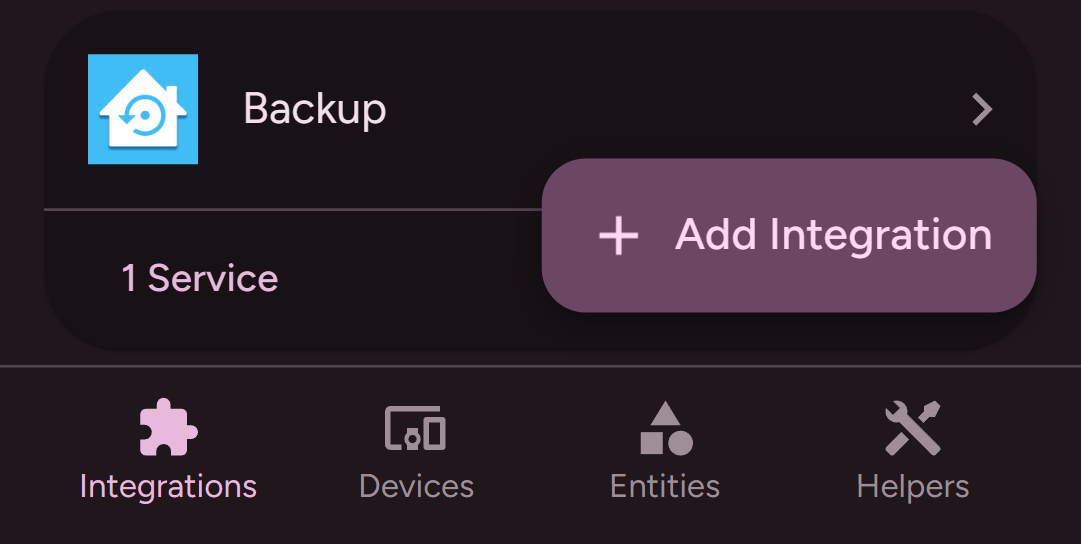 Backup
Add Integration
1 Service
Integrations
Devices
Entities
Helpers